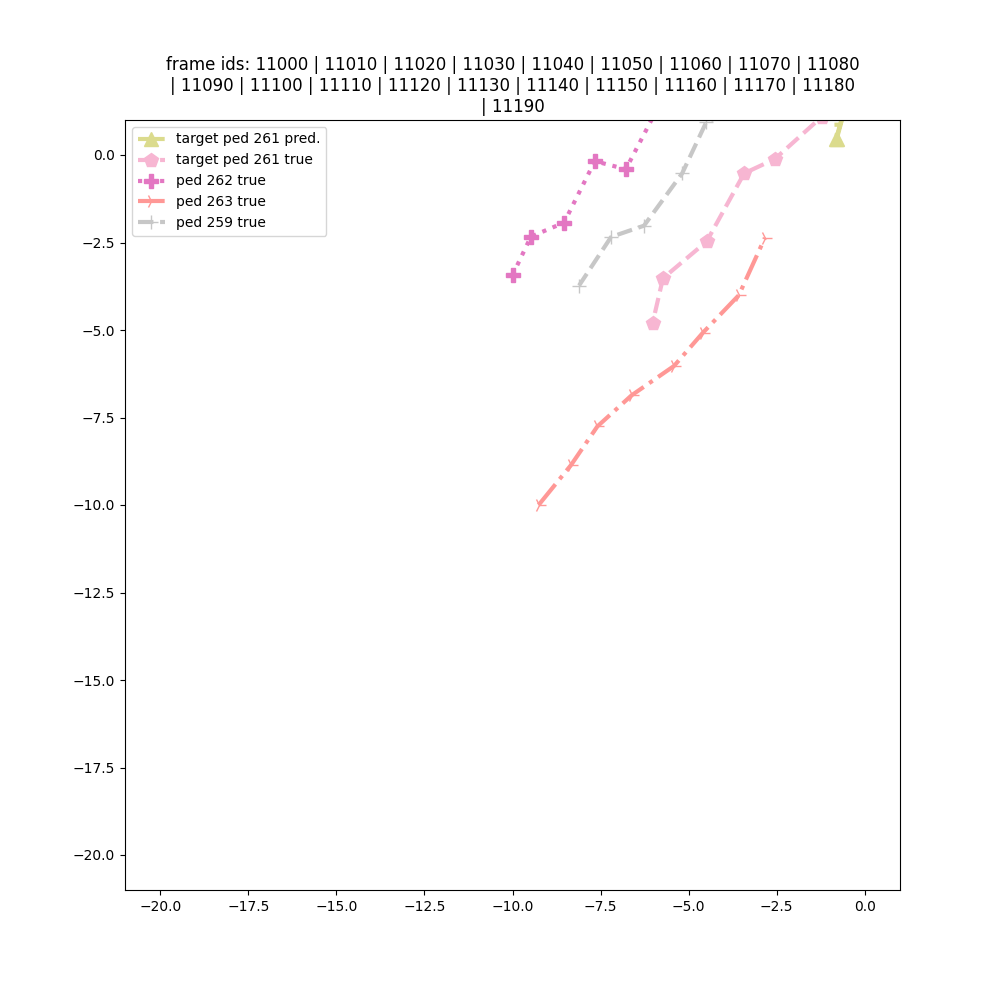 frame ids: 11000 | 11010 | 11020 | 11030 | 11040 | 11050 | 11060 | 11070 | 11080
| 11090 | 11100 | 11110 | 11120 | 11130 | 11140 | 11150 | 11160 | 11170 | 11180
| 11190
target ped 261 pred.
target ped 261 true
ped 262 true
ped 263 true
ped 259 true
0.0
−2.5
−5.0
−7.5
−10.0
−12.5
−15.0
−17.5
−20.0
−20.0 −17.5 −15.0 −12.5 −10.0 −7.5 −5.0 −2.5 0.0